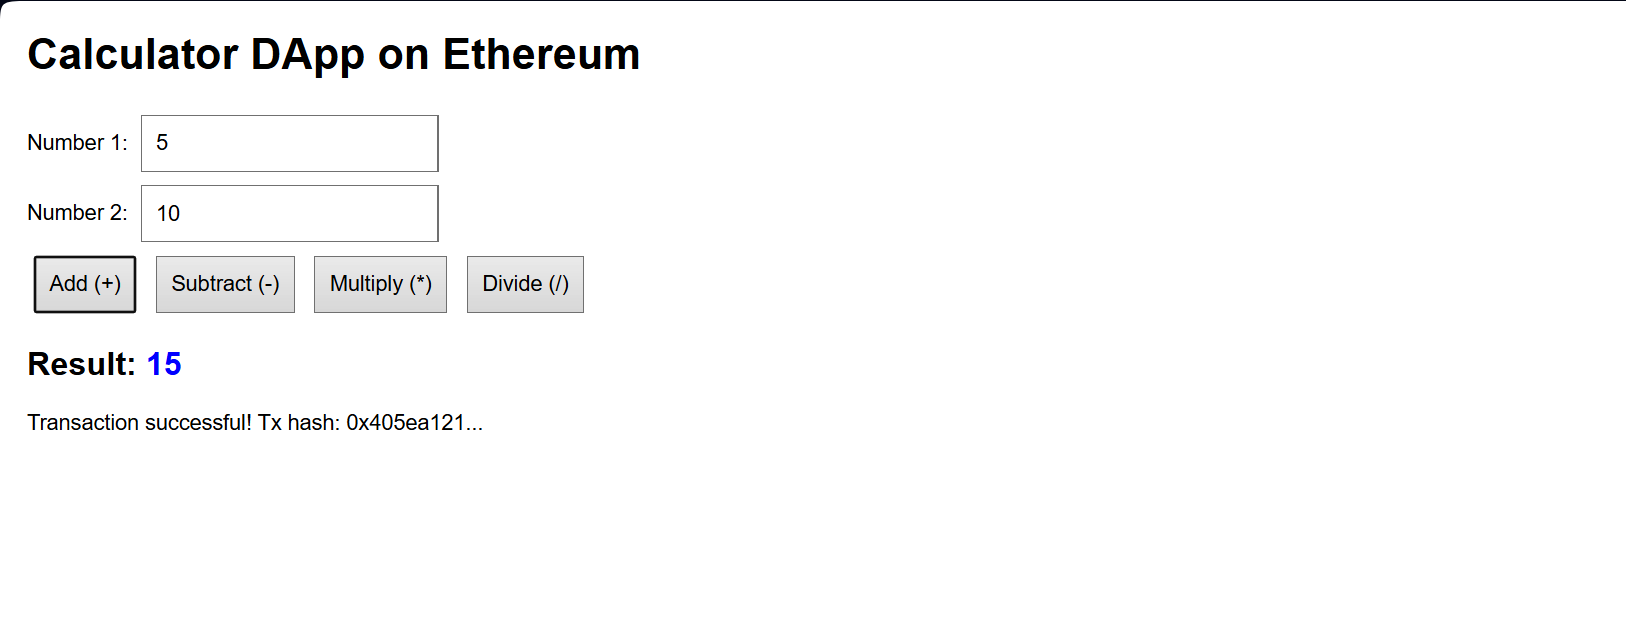 Calculator DApp on Ethereum
Number 1: 5
Number 2: 10
Add (+) Subtract (-) Multiply (*) Divide (/)
Result: 15
Transaction successful! Tx hash: 0x405ea121...